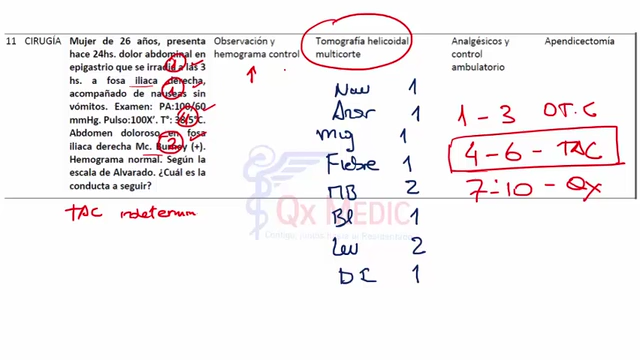 11 CIRUGÍA
Mujer de 26 años, presenta
hace 24hs. dolor abdominal en
epigastrio que se irradia a las 3
hs. a fosa iliaca derecha,
acompañado de nauseas sin
vómitos. Examen: PA:100/60
mmHg. Pulso:100X'. T°: 38,5°C.
Abdomen doloroso en fosa
iliaca derecha Mc. Burney (+).
Hemograma normal. Según la
escala de Alvarado. ¿Cuál es la
conducta a seguir?
Observación y
hemograma control
Tomografía helicoidal
multicorte
Analgésicos y
control
ambulatorio
Apendicectomía
TAC
Nau 1
Anor 1
Mig 1
Fiebre 1
MB 2
Bl 1
Leu 2
DI 1
1 - 3
4 - 6 - TAC
7 - 10 - Qx
QX MEDIC